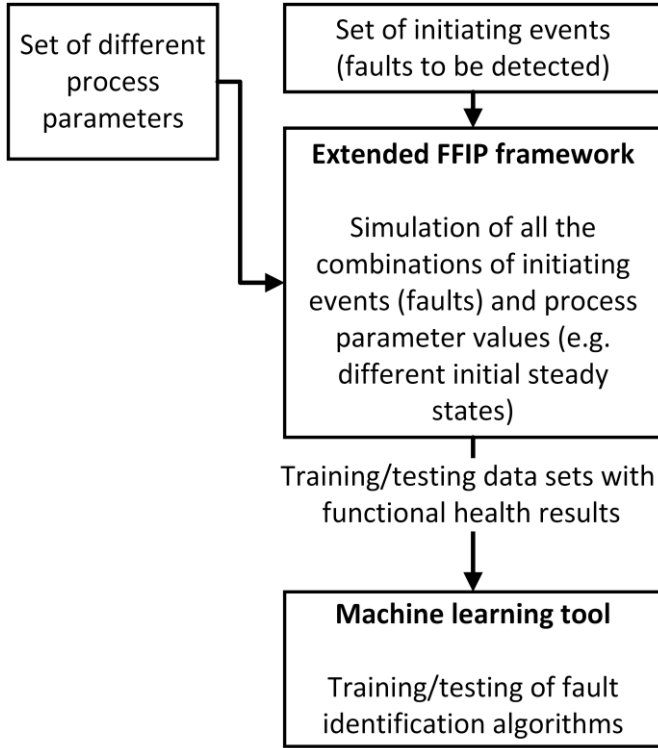 Set of different
process
parameters
Set of initiating events
(faults to be detected)
Extended FFIP framework
Simulation of all the
combinations of initiating
events (faults) and process
parameter values (e.g.
different initial steady
states)
Training/testing data sets with
functional health results
Machine learning tool
Training/testing of fault
identification algorithms